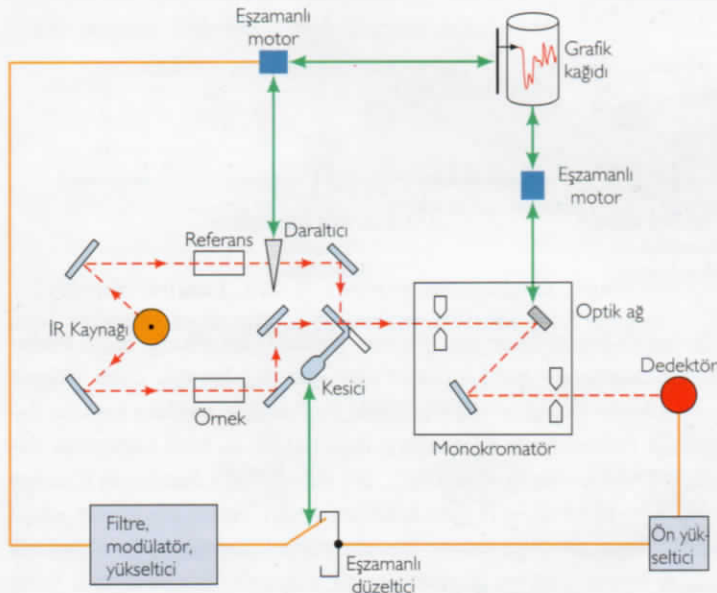 Eşzamanlı
motor
Grafik
kağıdı
Eşzamanlı
motor
Referans
Daraltıcı
İR Kaynağı
Optik ağ
Dedektör
Kesici
Örnek
Monokromatör
Filtre,
modülatör,
yükseltici
Eşzamanlı
düzeltici
Ön yük-
seltici